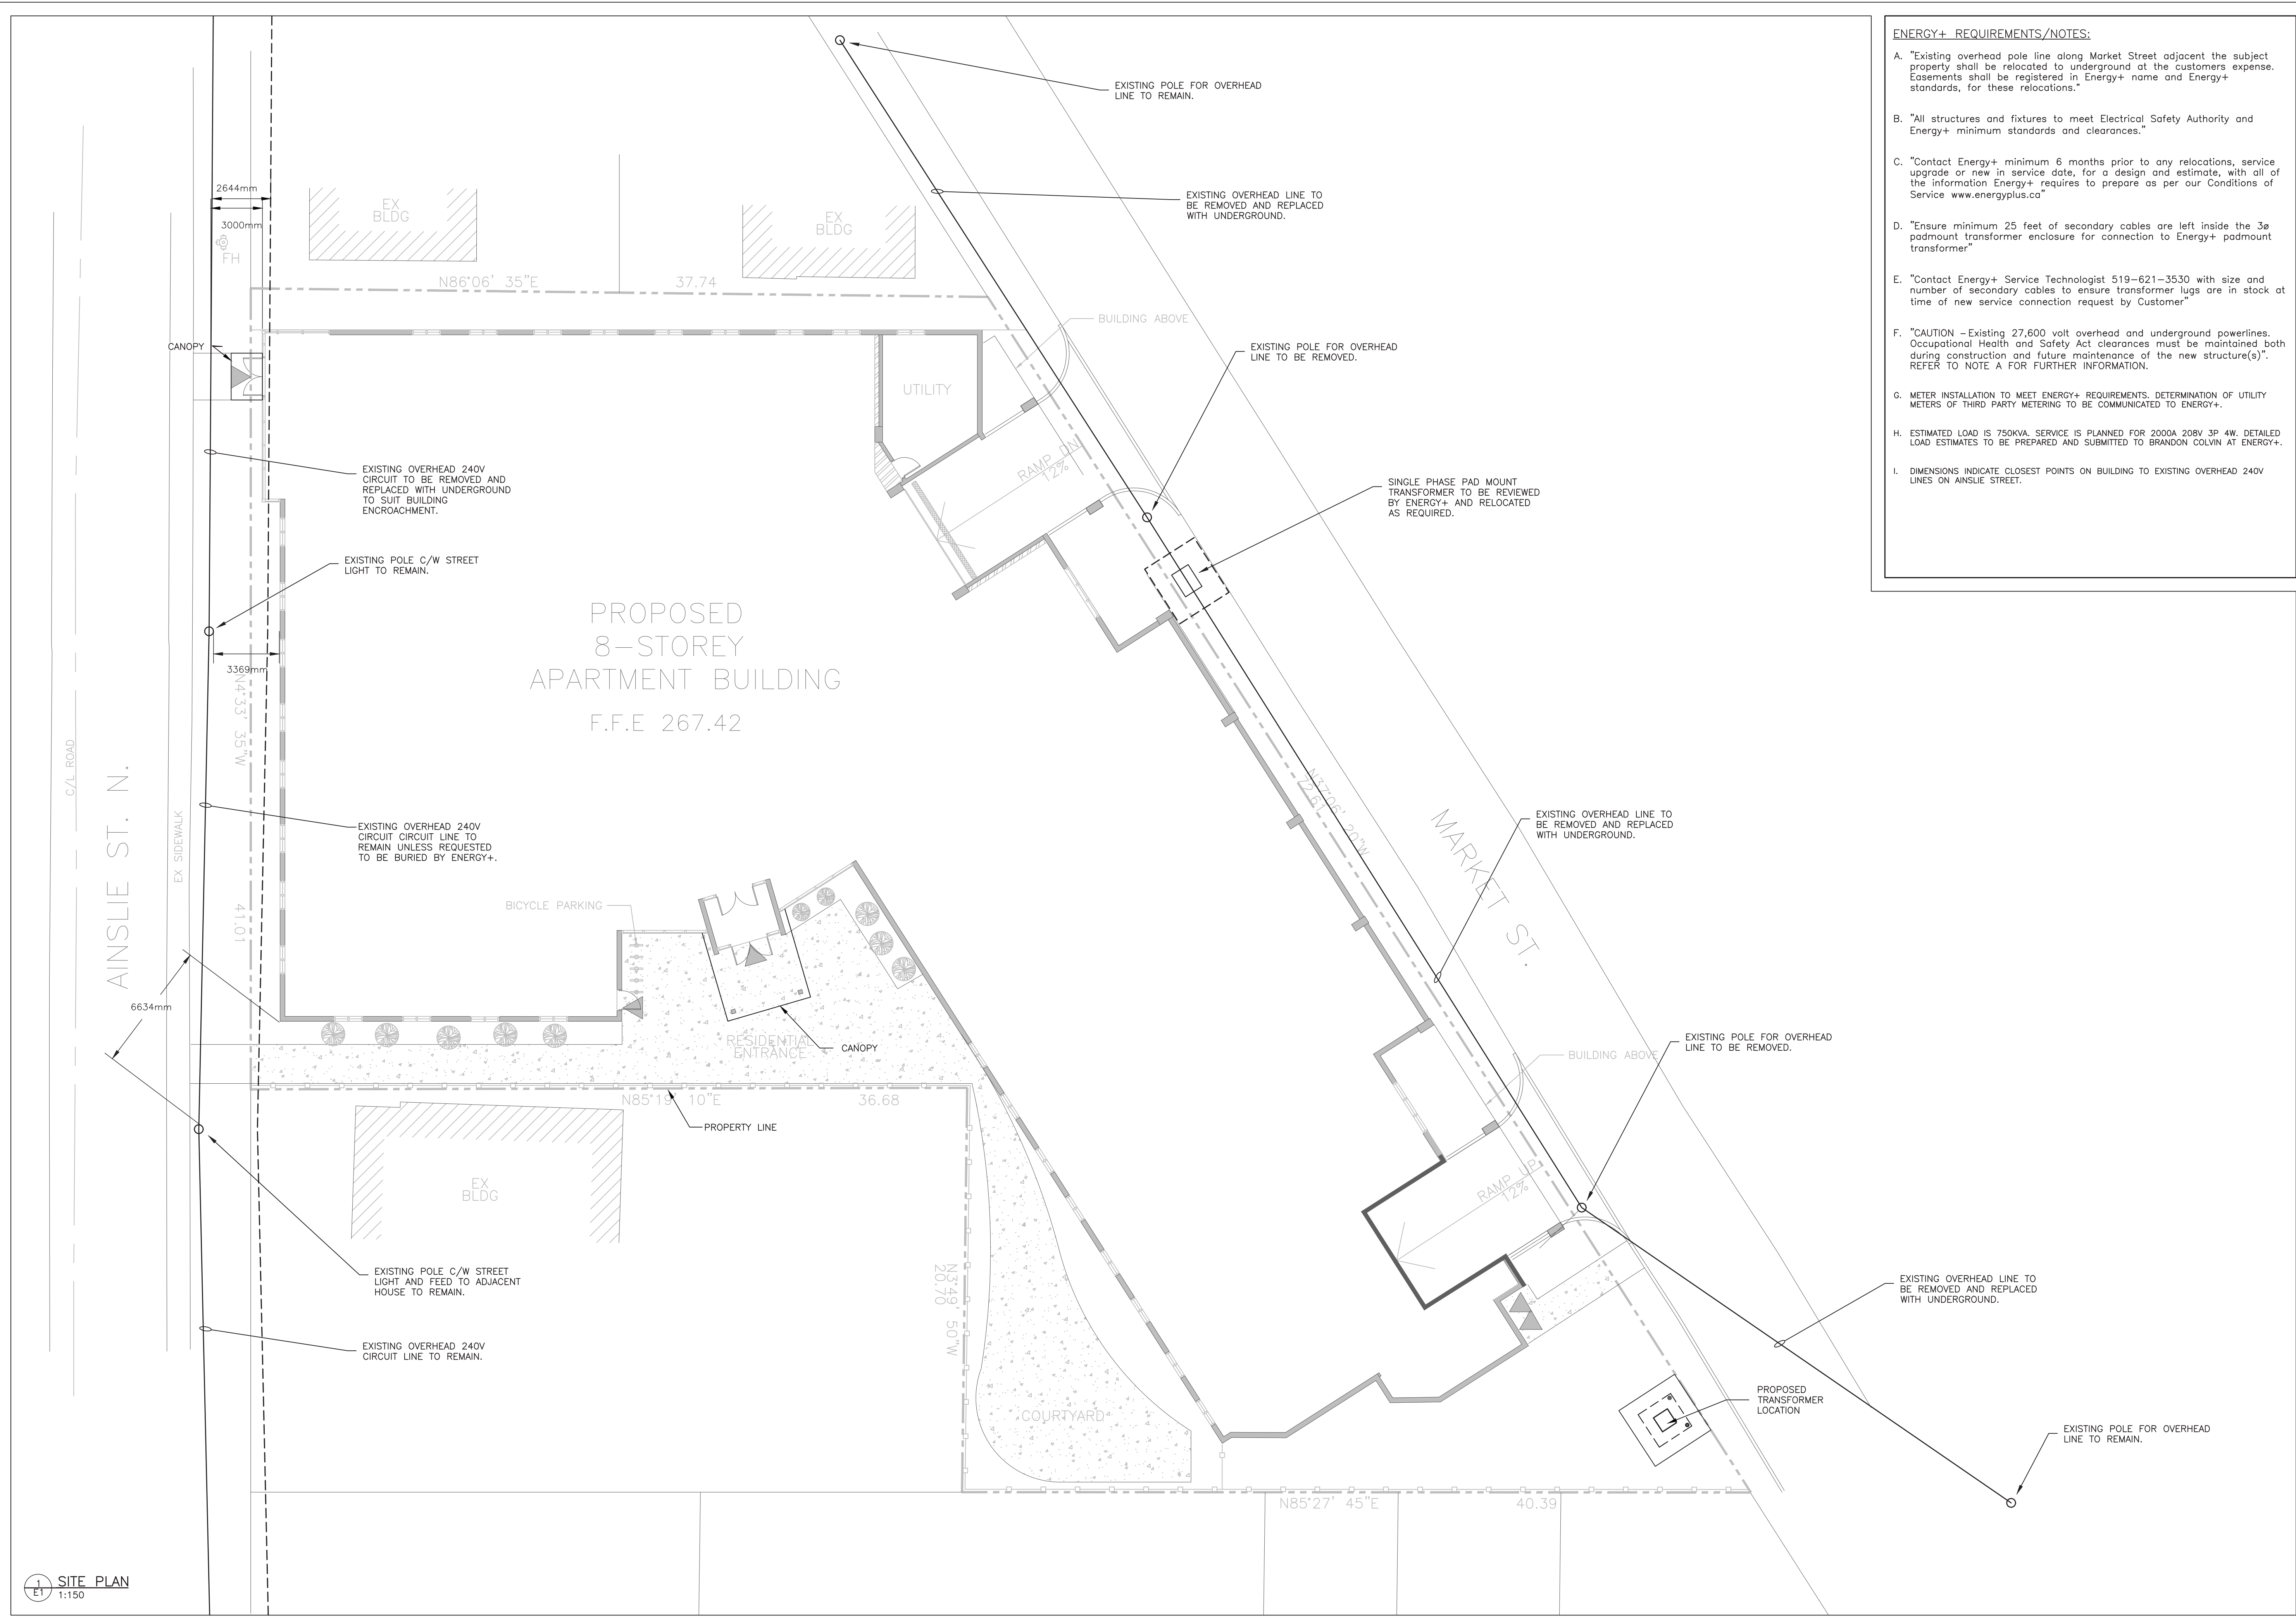 ENERGY+ REQUIREMENTS/NOTES:
A. "Existing overhead pole line along Market Street adjacent the subject
property shall be relocated to underground at the customers expense.
Easements shall be registered in Energy+ name and Energy+
standards, for these relocations."
B. "All structures and fixtures to meet Electrical Safety Authority and
Energy+ minimum standards and clearances."
C. "Contact Energy+ minimum 6 months prior to any relocations, service
upgrade or new in service date, for a design and estimate, with all of
the information Energy+ requires to prepare as per our Conditions of
Service www.energyplus.ca"
D. "Ensure minimum 25 feet of secondary cables are left inside the 3ø
padmount transformer enclosure for connection to Energy+ padmount
transformer"
E. "Contact Energy+ Service Technologist 519-621-3530 with size and
number of secondary cables to ensure transformer lugs are in stock at
time of new service connection request by Customer"
F. "CAUTION - Existing 27,600 volt overhead and underground powerlines.
Occupational Health and Safety Act clearances must be maintained both
during construction and future maintenance of the new structure(s)".
REFER TO NOTE A FOR FURTHER INFORMATION.
G. METER INSTALLATION TO MEET ENERGY+ REQUIREMENTS. DETERMINATION OF UTILITY
METERS OF THIRD PARTY METERING TO BE COMMUNICATED TO ENERGY+.
H. ESTIMATED LOAD IS 750KVA. SERVICE IS PLANNED FOR 2000A 208V 3P 4W. DETAILED
LOAD ESTIMATES TO BE PREPARED AND SUBMITTED TO BRANDON COLVIN AT ENERGY+.
I. DIMENSIONS INDICATE CLOSEST POINTS ON BUILDING TO EXISTING OVERHEAD 240V
LINES ON AINSLIE STREET.
EXISTING POLE FOR OVERHEAD
LINE TO REMAIN.
2644mm
3000mm
FH
EX
BLDG
EX
BLDG
EXISTING OVERHEAD LINE TO
BE REMOVED AND REPLACED
WITH UNDERGROUND.
N86°06' 35"E
37.74
BUILDING ABOVE
CANOPY
EXISTING POLE FOR OVERHEAD
LINE TO BE REMOVED.
UTILITY
RAMP DN
12%
EXISTING OVERHEAD 240V
CIRCUIT TO BE REMOVED AND
REPLACED WITH UNDERGROUND
TO SUIT BUILDING
ENCROACHMENT.
SINGLE PHASE PAD MOUNT
TRANSFORMER TO BE REVIEWED
BY ENERGY+ AND RELOCATED
AS REQUIRED.
EXISTING POLE C/W STREET
LIGHT TO REMAIN.
PROPOSED
8-STOREY
APARTMENT BUILDING
F.F.E 267.42
3369mm
N4°33' 35"W
41.01
C/L ROAD
AINSLIE ST. N.
EX SIDEWALK
N37°06' 20"W
72.61
MARKET ST.
EXISTING OVERHEAD LINE TO
BE REMOVED AND REPLACED
WITH UNDERGROUND.
EXISTING OVERHEAD 240V
CIRCUIT CIRCUIT LINE TO
REMAIN UNLESS REQUESTED
TO BE BURIED BY ENERGY+.
BICYCLE PARKING
6634mm
RESIDENTIAL
ENTRANCE
CANOPY
EXISTING POLE FOR OVERHEAD
LINE TO BE REMOVED.
BUILDING ABOVE
N85°19' 10"E
36.68
PROPERTY LINE
EX
BLDG
RAMP UP
12%
EXISTING POLE C/W STREET
LIGHT AND FEED TO ADJACENT
HOUSE TO REMAIN.
N3°49' 50"W
20.70
EXISTING OVERHEAD LINE TO
BE REMOVED AND REPLACED
WITH UNDERGROUND.
EXISTING OVERHEAD 240V
CIRCUIT LINE TO REMAIN.
PROPOSED
TRANSFORMER
LOCATION
COURTYARD
EXISTING POLE FOR OVERHEAD
LINE TO REMAIN.
N85°27' 45"E
40.39
1
E1
SITE PLAN
1:150